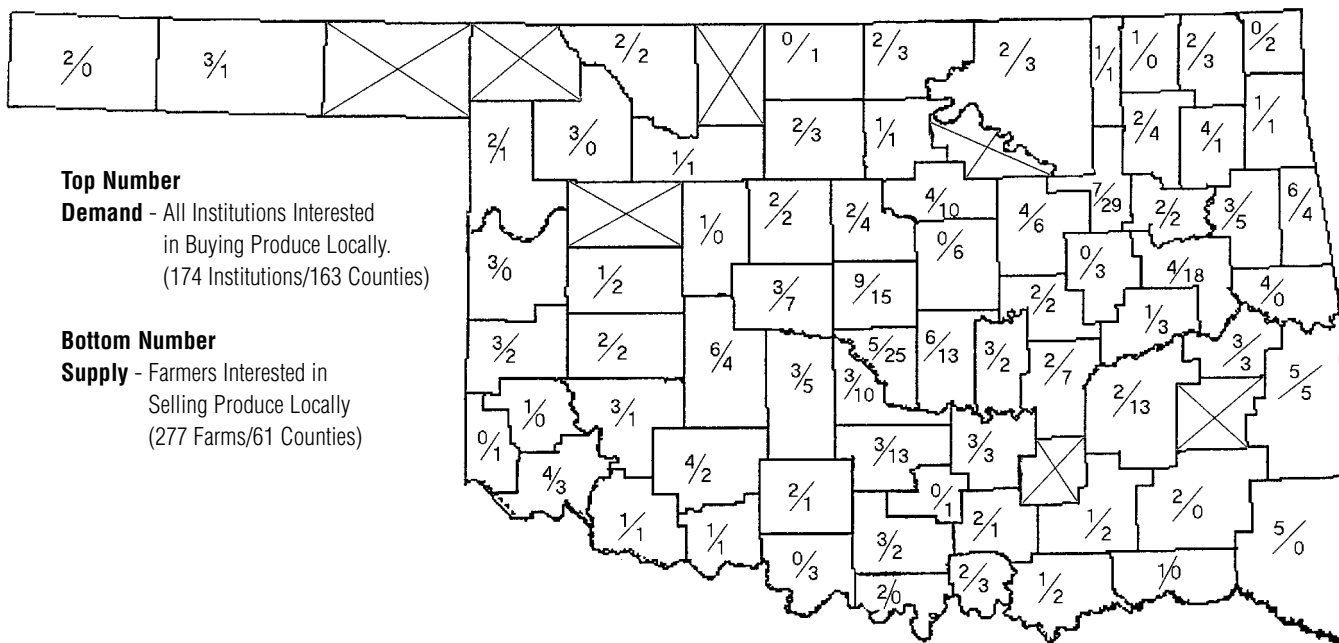 2/0 3/1 2/2 0/1 2/3 2/3 1/1 1/0 2/3 0/2
2/1 3/0 1/1 2/3 1/1 2/4 4/1 1/1
1/0 2/2 2/4 4/10 4/6 7/29 2/2 3/5 6/4
3/0 1/2 3/7 9/15 0/6 2/2 0/3 4/18 4/0
3/2 2/2 6/4 3/5 5/25 6/13 3/2 2/7 1/3 3/3
3/10 2/13 5/5
0/1 1/0 3/1 4/2 3/13 3/3
4/3 2/1 0/1 2/1 1/2 2/0 5/0
1/1 1/1 0/3 3/2 2/3 1/2 1/0
2/0
Top Number
Demand - All Institutions Interested
in Buying Produce Locally.
(174 Institutions/163 Counties)
Bottom Number
Supply - Farmers Interested in
Selling Produce Locally
(277 Farms/61 Counties)